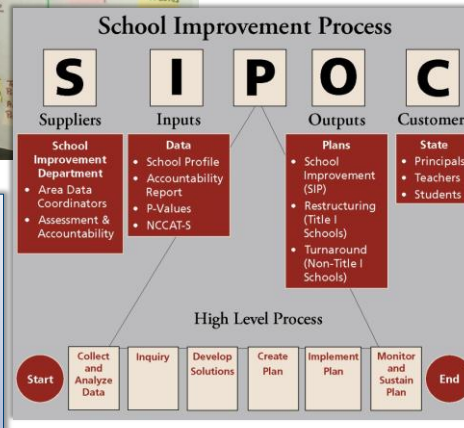 School Improvement Process
S I P O C
Suppliers Inputs Outputs Customer
School
Improvement
Department
• Area Data
Coordinators
• Assessment &
Accountability
Data
• School Profile
• Accountability
Report
• P-Values
• NCCAT-S
Plans
• School
Improvement
(SIP)
• Restructuring
(Title I
Schools)
• Turnaround
(Non-Title I
Schools)
State
• Principals
• Teachers
• Students
High Level Process
Start
Collect
and
Analyze
Data
Inquiry
Develop
Solutions
Create
Plan
Implement
Plan
Monitor
and
Sustain
Plan
End